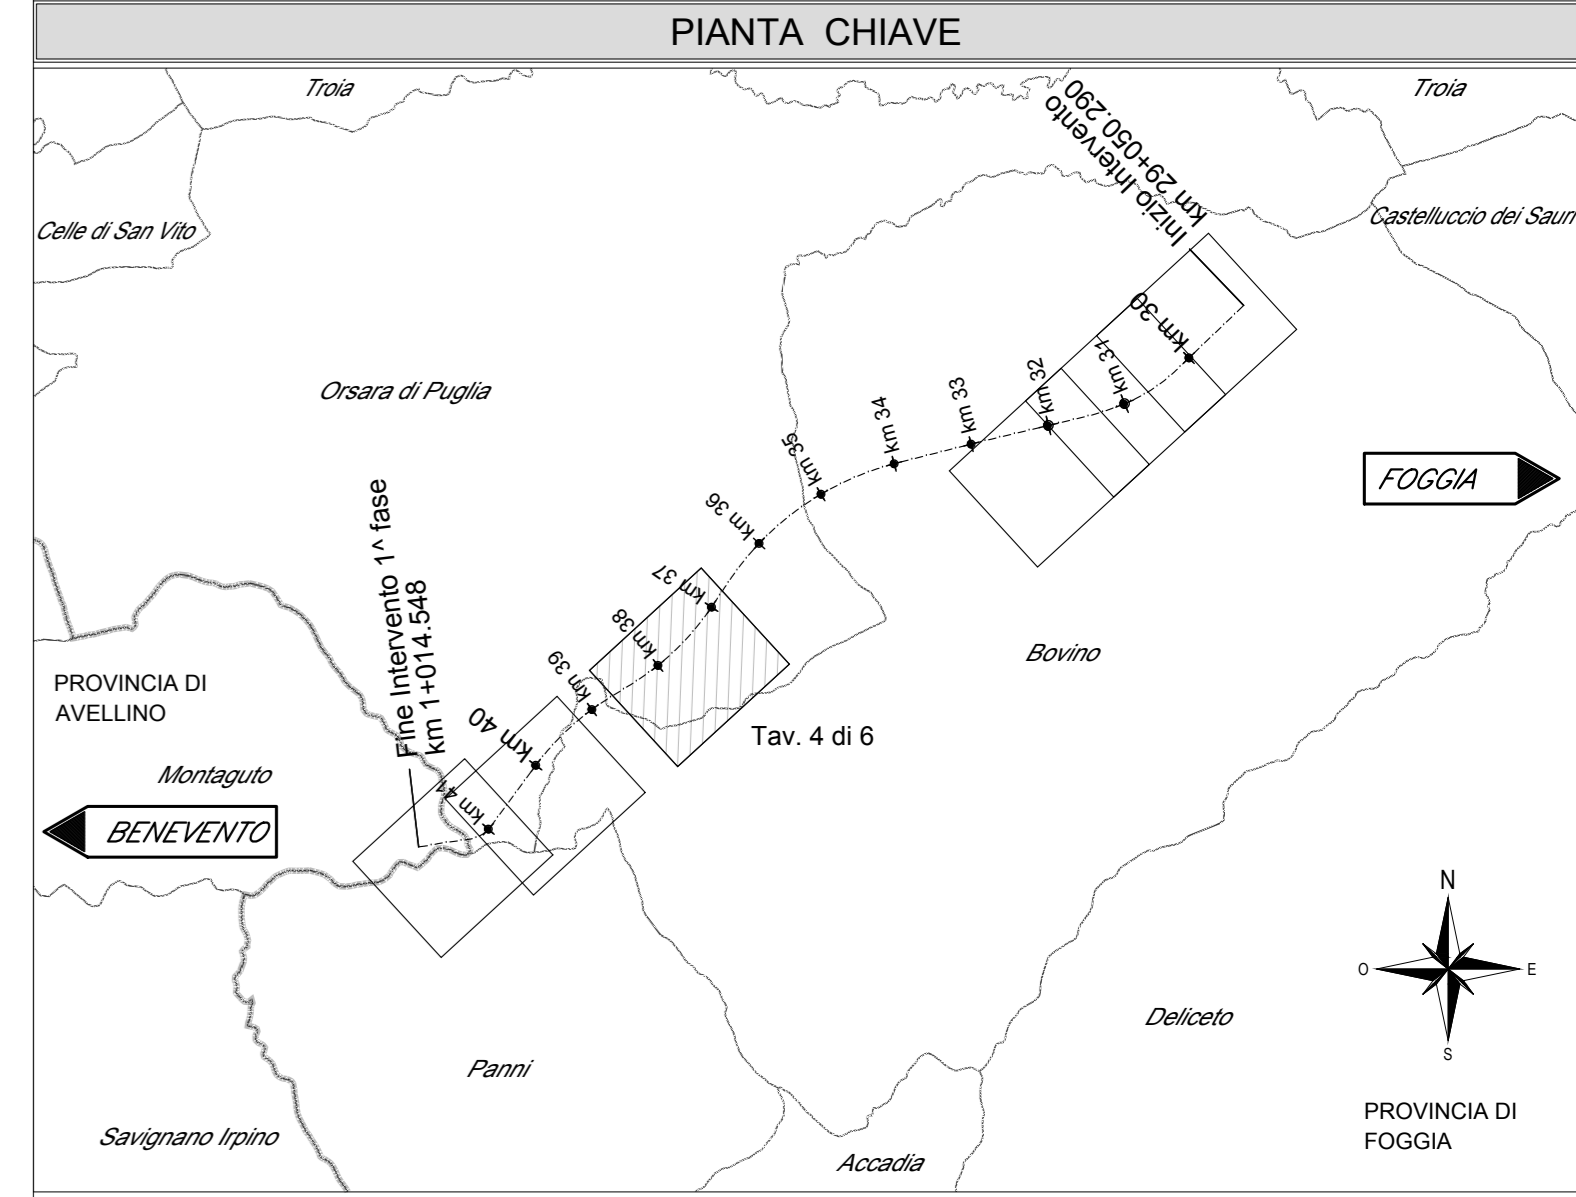 PIANTA CHIAVE
Troia
Troia
Inizio Intervento
km 29+050.290
Celle di San Vito
Castelluccio dei Sauri
km 30
km 31
km 32
km 33
km 34
km 35
km 36
km 37
km 38
km 39
km 40
km 41
Orsara di Puglia
FOGGIA
Fine Intervento 1^ fase
km 1+014.548
Bovino
PROVINCIA DI
AVELLINO
Tav. 4 di 6
Montaguto
BENEVENTO
N
O
E
S
Deliceto
Panni
PROVINCIA DI
FOGGIA
Savignano Irpino
Accadia